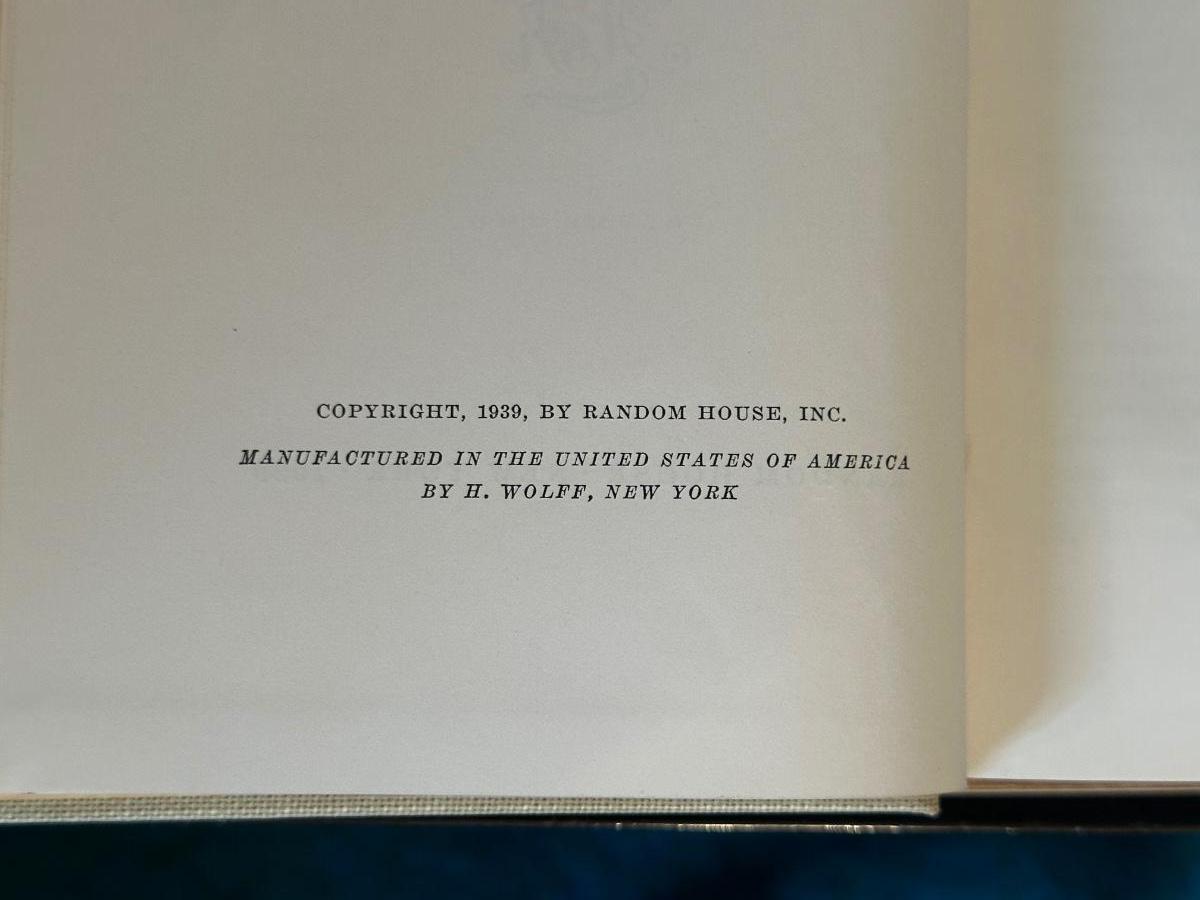 COPYRIGHT, 1939, BY RANDOM HOUSE, INC.
MANUFACTURED IN THE UNITED STATES OF AMERICA
BY H. WOLFF, NEW YORK